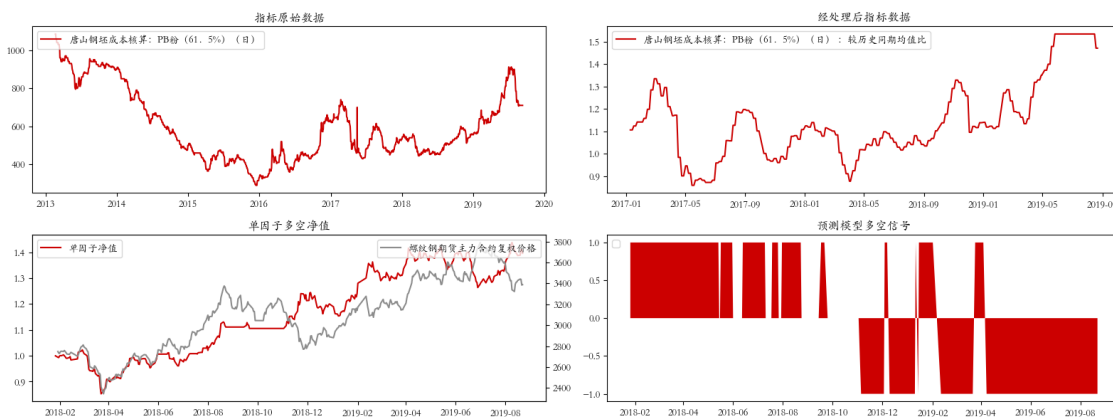 指标原始数据
唐山钢坯成本核算：PB粉（61．5%）（日）
1000
800
600
400
2013 2014 2015 2016 2017 2018 2019 2020
经处理后指标数据
唐山钢坯成本核算：PB粉（61．5%）（日）：较历史同期均值比
1.5
1.4
1.3
1.2
1.1
1.0
0.9
2017-01 2017-05 2017-09 2018-01 2018-05 2018-09 2019-01 2019-05 2019-09
单因子多空净值
单因子净值
螺纹钢期货主力合约复权价格
1.4
1.3
1.2
1.1
1.0
0.9
3800
3600
3400
3200
3000
2800
2600
2400
2018-02 2018-04 2018-06 2018-08 2018-10 2018-12 2019-02 2019-04 2019-06 2019-08
预测模型多空信号
1.0
0.5
0.0
−0.5
−1.0
2018-02 2018-04 2018-06 2018-08 2018-10 2018-12 2019-02 2019-04 2019-06 2019-08